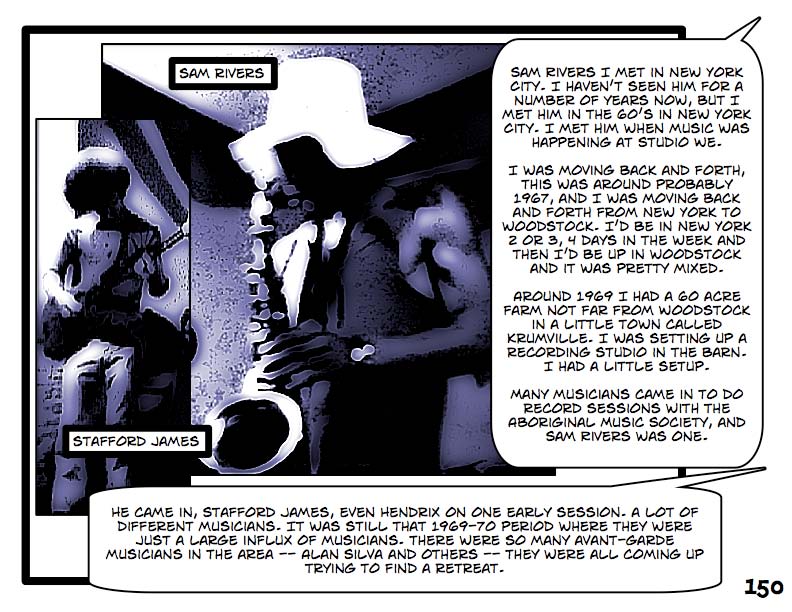 SAM RIVERS
SAM RIVERS I MET IN NEW YORK
CITY. I HAVEN'T SEEN HIM FOR A
NUMBER OF YEARS NOW, BUT I
MET HIM IN THE 60'S IN NEW YORK
CITY. I MET HIM WHEN MUSIC WAS
HAPPENING AT STUDIO WE.
I WAS MOVING BACK AND FORTH,
THIS WAS AROUND PROBABLY
1967, AND I WAS MOVING BACK
AND FORTH FROM NEW YORK TO
WOODSTOCK. I'D BE IN NEW YORK
2 OR 3, 4 DAYS IN THE WEEK AND
THEN I'D BE UP IN WOODSTOCK
AND IT WAS PRETTY MIXED.
AROUND 1969 I HAD A 60 ACRE
FARM NOT FAR FROM WOODSTOCK
IN A LITTLE TOWN CALLED
KRUMVILLE. I WAS SETTING UP A
RECORDING STUDIO IN THE BARN.
I HAD A LITTLE SETUP.
MANY MUSICIANS CAME IN TO DO
RECORD SESSIONS WITH THE
ABORIGINAL MUSIC SOCIETY, AND
SAM RIVERS WAS ONE.
STAFFORD JAMES
HE CAME IN, STAFFORD JAMES, EVEN HENDRIX ON ONE EARLY SESSION. A LOT OF
DIFFERENT MUSICIANS. IT WAS STILL THAT 1969-70 PERIOD WHERE THEY WERE
JUST A LARGE INFLUX OF MUSICIANS. THERE WERE SO MANY AVANT-GARDE
MUSICIANS IN THE AREA -- ALAN SILVA AND OTHERS -- THEY WERE ALL COMING UP
TRYING TO FIND A RETREAT.
150